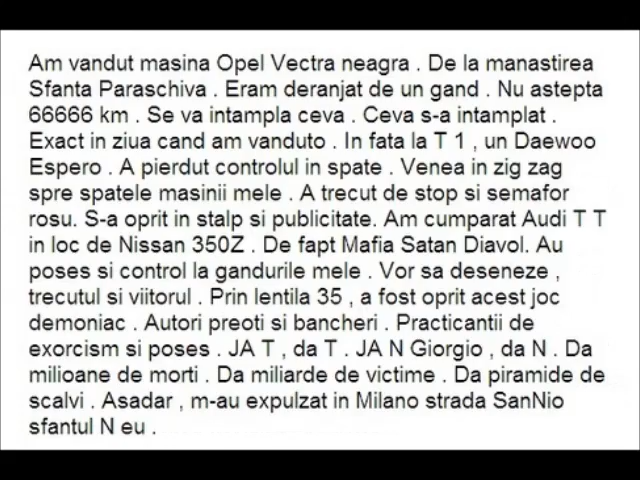 Am vandut masina Opel Vectra neagra . De la manastirea
Sfanta Paraschiva . Eram deranjat de un gand . Nu astepta
66666 km . Se va intampla ceva . Ceva s-a intamplat .
Exact in ziua cand am vanduto . In fata la T 1 , un Daewoo
Espero . A pierdut controlul in spate . Venea in zig zag
spre spatele masinii mele . A trecut de stop si semafor
rosu. S-a oprit in stalp si publicitate. Am cumparat Audi T T
in loc de Nissan 350Z . De fapt Mafia Satan Diavol. Au
poses si control la gandurile mele . Vor sa deseneze ,
trecutul si viitorul . Prin lentila 35 , a fost oprit acest joc
demoniac . Autori preoti si bancheri . Practicantii de
exorcism si poses . JA T , da T . JA N Giorgio , da N . Da
milioane de morti . Da miliarde de victime . Da piramide de
scalvi . Asadar , m-au expulzat in Milano strada SanNio
sfantul N eu .